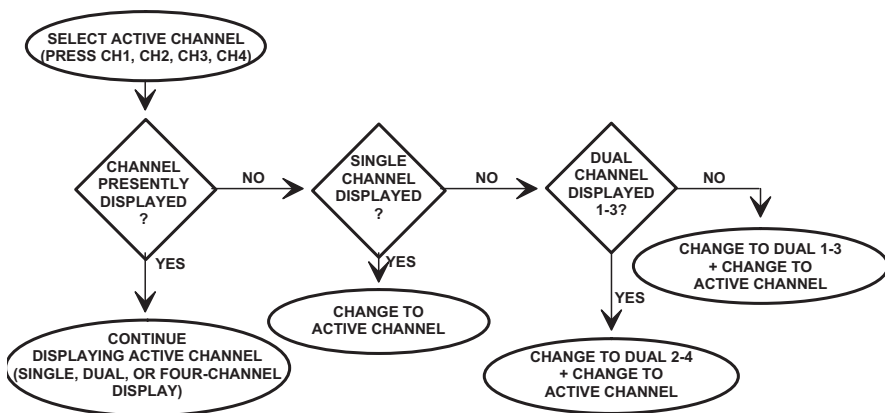 SELECT ACTIVE CHANNEL
(PRESS CH1, CH2, CH3, CH4)
CHANNEL
PRESENTLY
DISPLAYED
?
NO
YES
SINGLE
CHANNEL
DISPLAYED
?
NO
YES
DUAL
CHANNEL
DISPLAYED
1-3?
NO
YES
CONTINUE
DISPLAYING ACTIVE CHANNEL
(SINGLE, DUAL, OR FOUR-CHANNEL
DISPLAY)
CHANGE TO
ACTIVE CHANNEL
CHANGE TO DUAL 2-4
+ CHANGE TO
ACTIVE CHANNEL
CHANGE TO DUAL 1-3
+ CHANGE TO
ACTIVE CHANNEL